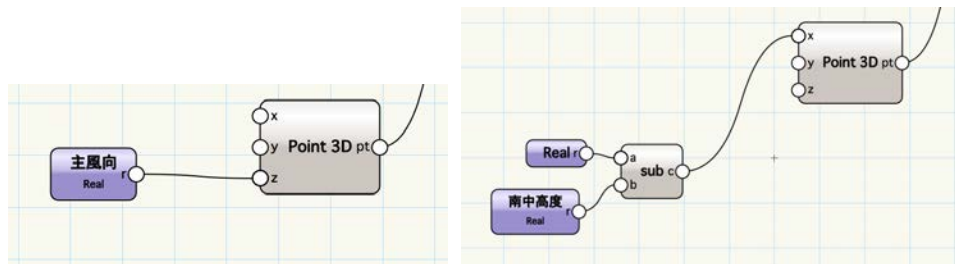 x
y Point 3D pt
z
主風向 r
Real
x
y Point 3D pt
z
Real r
a
sub c
b
南中高度 r
Real